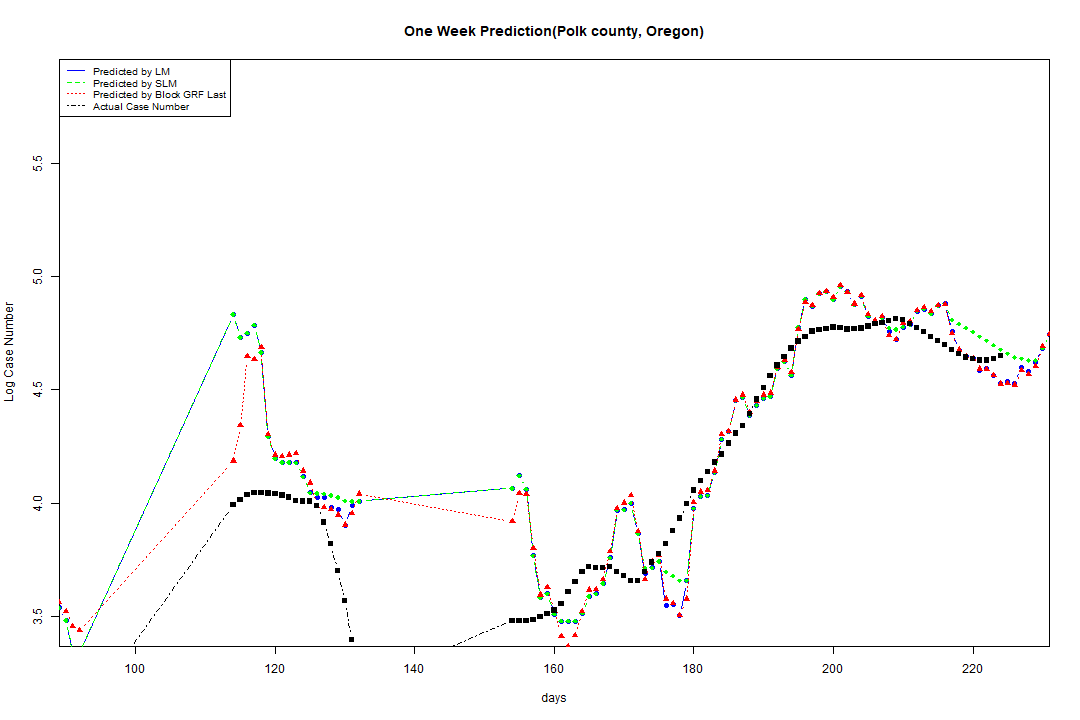 One Week Prediction(Polk county, Oregon)
Predicted by LM
Predicted by SLM
Predicted by Block GRF Last
Actual Case Number
Log Case Number
5.5
5.0
4.5
4.0
3.5
100 120 140 160 180 200 220
days